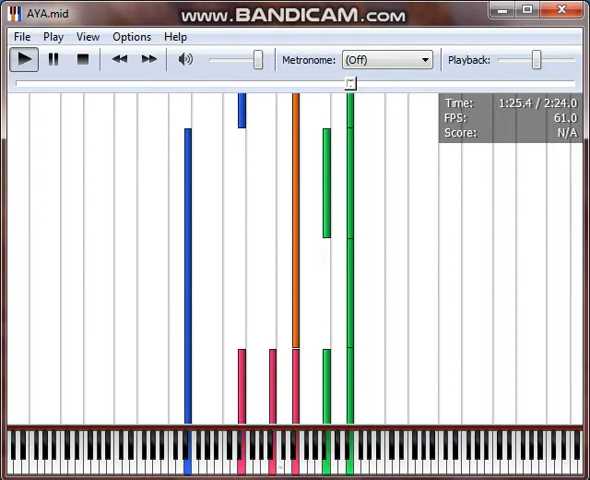 AYA.mid
www.BANDICAM.com
File Play View Options Help
Metronome: (Off) Playback:
Time: 1:25.4 / 2:24.0
FPS: 61.0
Score: N/A